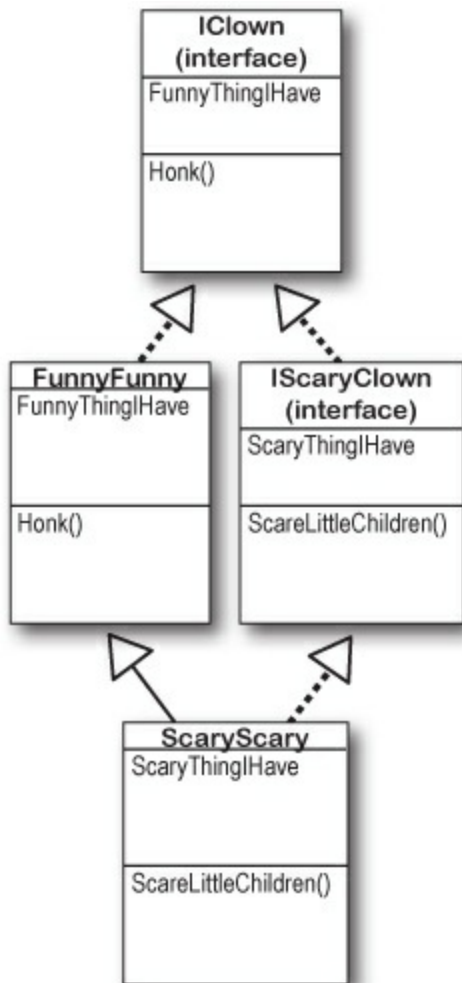 IClown
(interface)
FunnyThingIHave
Honk()
FunnyFunny
FunnyThingIHave
Honk()
IScaryClown
(interface)
ScaryThingIHave
ScareLittleChildren()
ScaryScary
ScaryThingIHave
ScareLittleChildren()